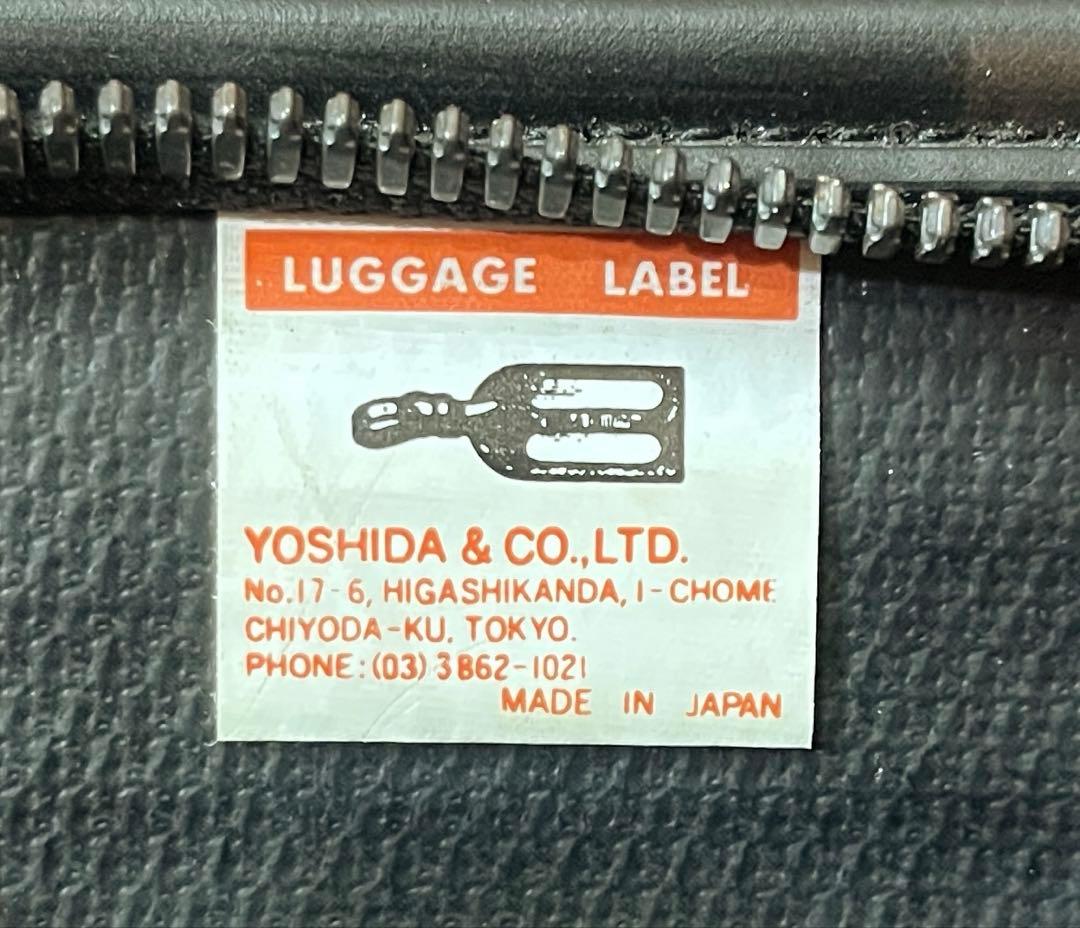 LUGGAGE LABEL
YOSHIDA & CO.,LTD.
No.17-6, HIGASHIKANDA, 1-CHOME
CHIYODA-KU. TOKYO.
PHONE:(03)3862-1021
MADE IN JAPAN